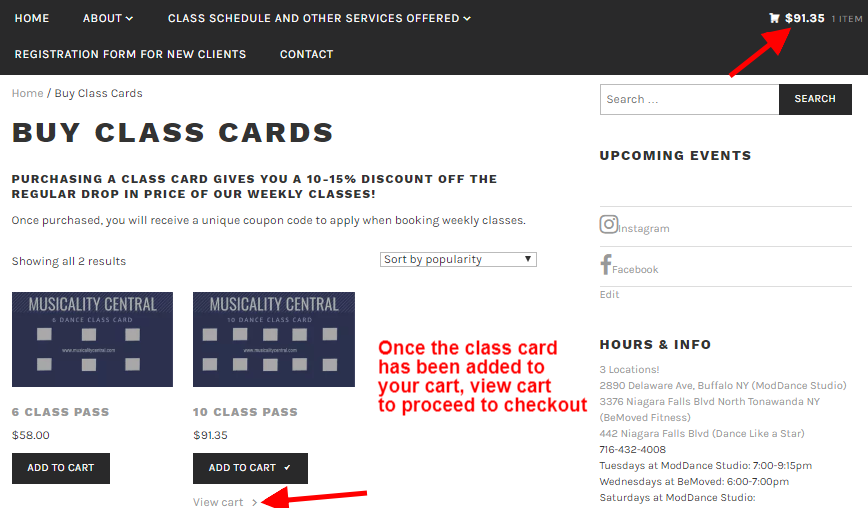 HOME ABOUT CLASS SCHEDULE AND OTHER SERVICES OFFERED $91.35 1 ITEM
REGISTRATION FORM FOR NEW CLIENTS CONTACT
Home / Buy Class Cards
BUY CLASS CARDS
PURCHASING A CLASS CARD GIVES YOU A 10-15% DISCOUNT OFF THE
REGULAR DROP IN PRICE OF OUR WEEKLY CLASSES!
Once purchased, you will receive a unique coupon code to apply when booking weekly classes.
Showing all 2 results
Sort by popularity
MUSICALITY CENTRAL
6 DANCE CLASS CARD
www.musicalitycentral.com
6 CLASS PASS
$58.00
ADD TO CART
MUSICALITY CENTRAL
10 DANCE CLASS CARD
www.musicalitycentral.com
10 CLASS PASS
$91.35
ADD TO CART ✓
View cart >
Once the class card
has been added to
your cart, view cart
to proceed to checkout
Search …
SEARCH
UPCOMING EVENTS
Instagram
Facebook
Edit
HOURS & INFO
3 Locations!
2890 Delaware Ave, Buffalo NY (ModDance Studio)
3376 Niagara Falls Blvd North Tonawanda NY
(BeMoved Fitness)
442 Niagara Falls Blvd (Dance Like a Star)
716-432-4008
Tuesdays at ModDance Studio: 7:00-9:15pm
Wednesdays at BeMoved: 6:00-7:00pm
Saturdays at ModDance Studio: